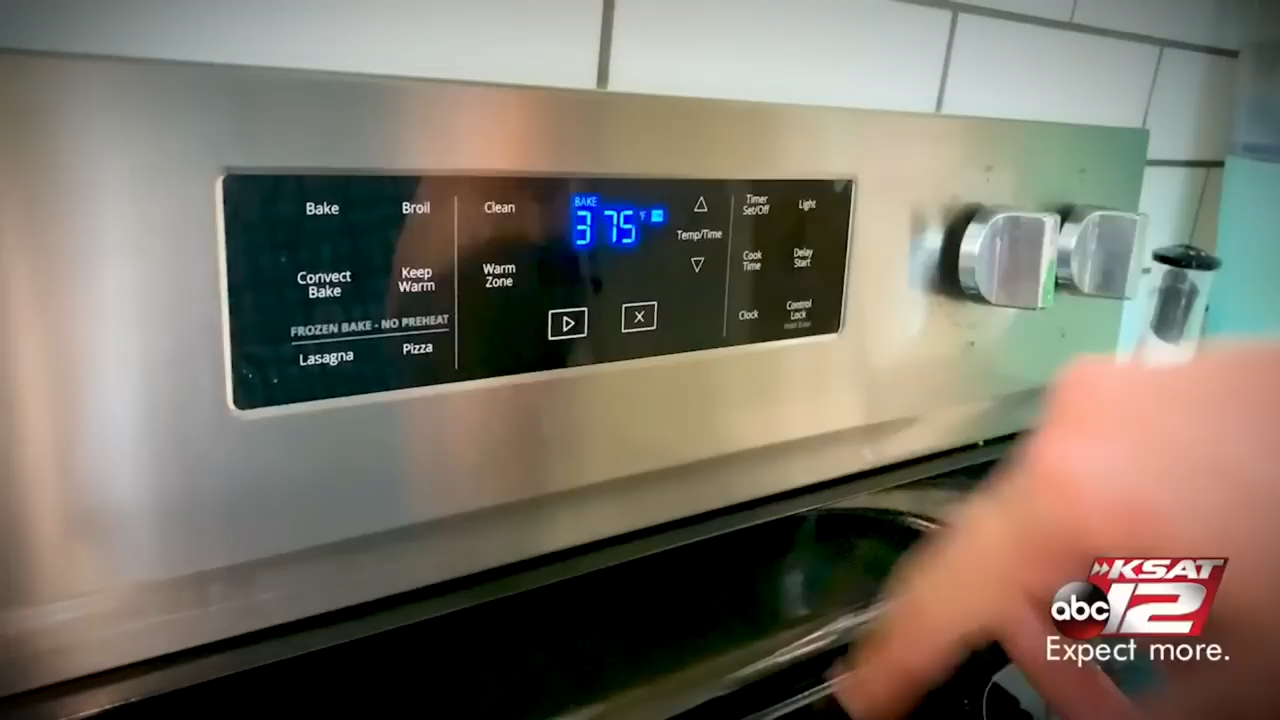 Bake
Broil
Clean
BAKE
375 °F
Temp/Time
Timer
Set/Off
Light
Convect
Bake
Keep
Warm
Warm
Zone
Cook
Time
Delay
Start
FROZEN BAKE - NO PREHEAT
Lasagna
Pizza
X
Clock
Control
Lock
KSAT
abc 12
Expect more.